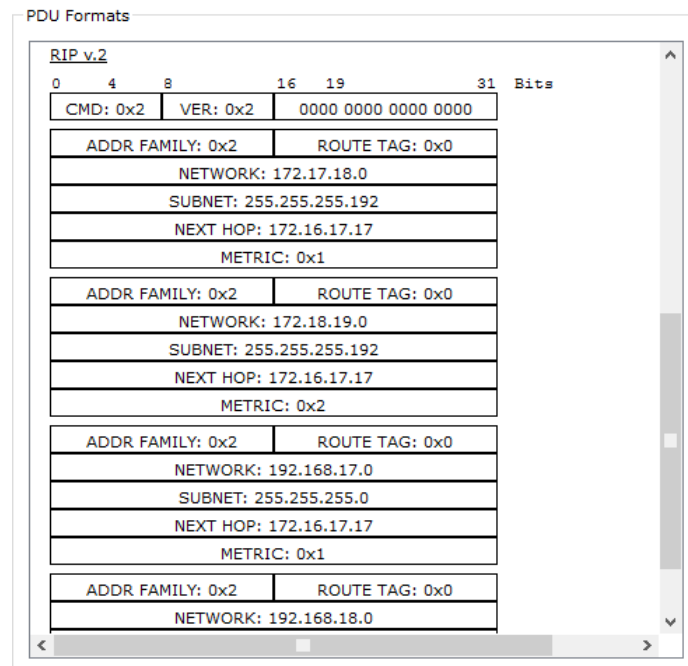 PDU Formats
RIP v.2
0 4 8 16 19 31 Bits
CMD: 0x2 VER: 0x2 0000 0000 0000 0000
ADDR FAMILY: 0x2 ROUTE TAG: 0x0
NETWORK: 172.17.18.0
SUBNET: 255.255.255.192
NEXT HOP: 172.16.17.17
METRIC: 0x1
ADDR FAMILY: 0x2 ROUTE TAG: 0x0
NETWORK: 172.18.19.0
SUBNET: 255.255.255.192
NEXT HOP: 172.16.17.17
METRIC: 0x2
ADDR FAMILY: 0x2 ROUTE TAG: 0x0
NETWORK: 192.168.17.0
SUBNET: 255.255.255.0
NEXT HOP: 172.16.17.17
METRIC: 0x1
ADDR FAMILY: 0x2 ROUTE TAG: 0x0
NETWORK: 192.168.18.0